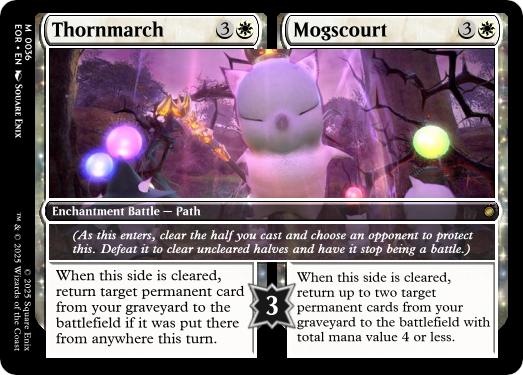 Thornmarch 3
Mogscourt 3
M 0036
EOR • EN SQUARE ENIX
Enchantment Battle — Path
(As this enters, clear the half you cast and choose an opponent to protect
this. Defeat it to clear uncleared halves and have it stop being a battle.)
When this side is cleared,
return target permanent card
from your graveyard to the
battlefield if it was put there
from anywhere this turn.
3
When this side is cleared,
return up to two target
permanent cards from your
graveyard to the battlefield with
total mana value 4 or less.
™ & © 2025 Wizards of the Coast
© 2025 Square Enix